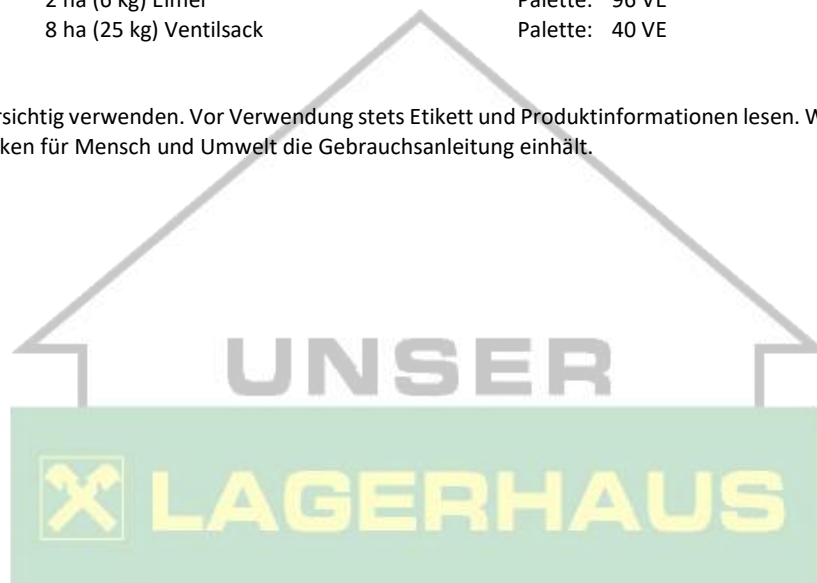 2 ha (6 kg) Eimer Palette: 96 VE
8 ha (25 kg) Ventilsack Palette: 40 VE
rsichtig verwenden. Vor Verwendung stets Etikett und Produktinformationen lesen. W
ken für Mensch und Umwelt die Gebrauchsanleitung einhält.
UNSER
LAGERHAUS